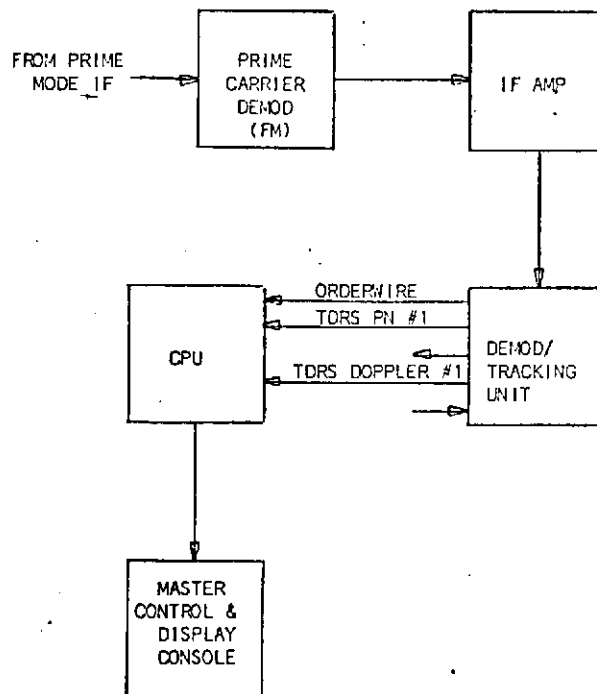 FROM PRIME
MODE IF
PRIME
CARRIER
DEMOD
(FM)
IF AMP
ORDERWIRE
TDRS PN #1
TDRS DOPPLER #1
CPU
DEMOD/
TRACKING
UNIT
MASTER
CONTROL &
DISPLAY
CONSOLE